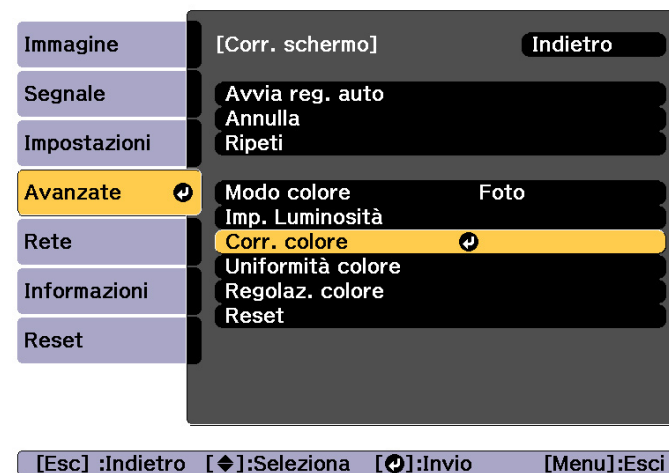 Immagine
Segnale
Impostazioni
Avanzate
Rete
Informazioni
Reset
[Corr. schermo] Indietro
Avvia reg. auto
Annulla
Ripeti
Modo colore Foto
Imp. Luminosità
Corr. colore
Uniformità colore
Regolaz. colore
Reset
[Esc] :Indietro [◆]:Seleziona [↵]:Invio [Menu]:Esci